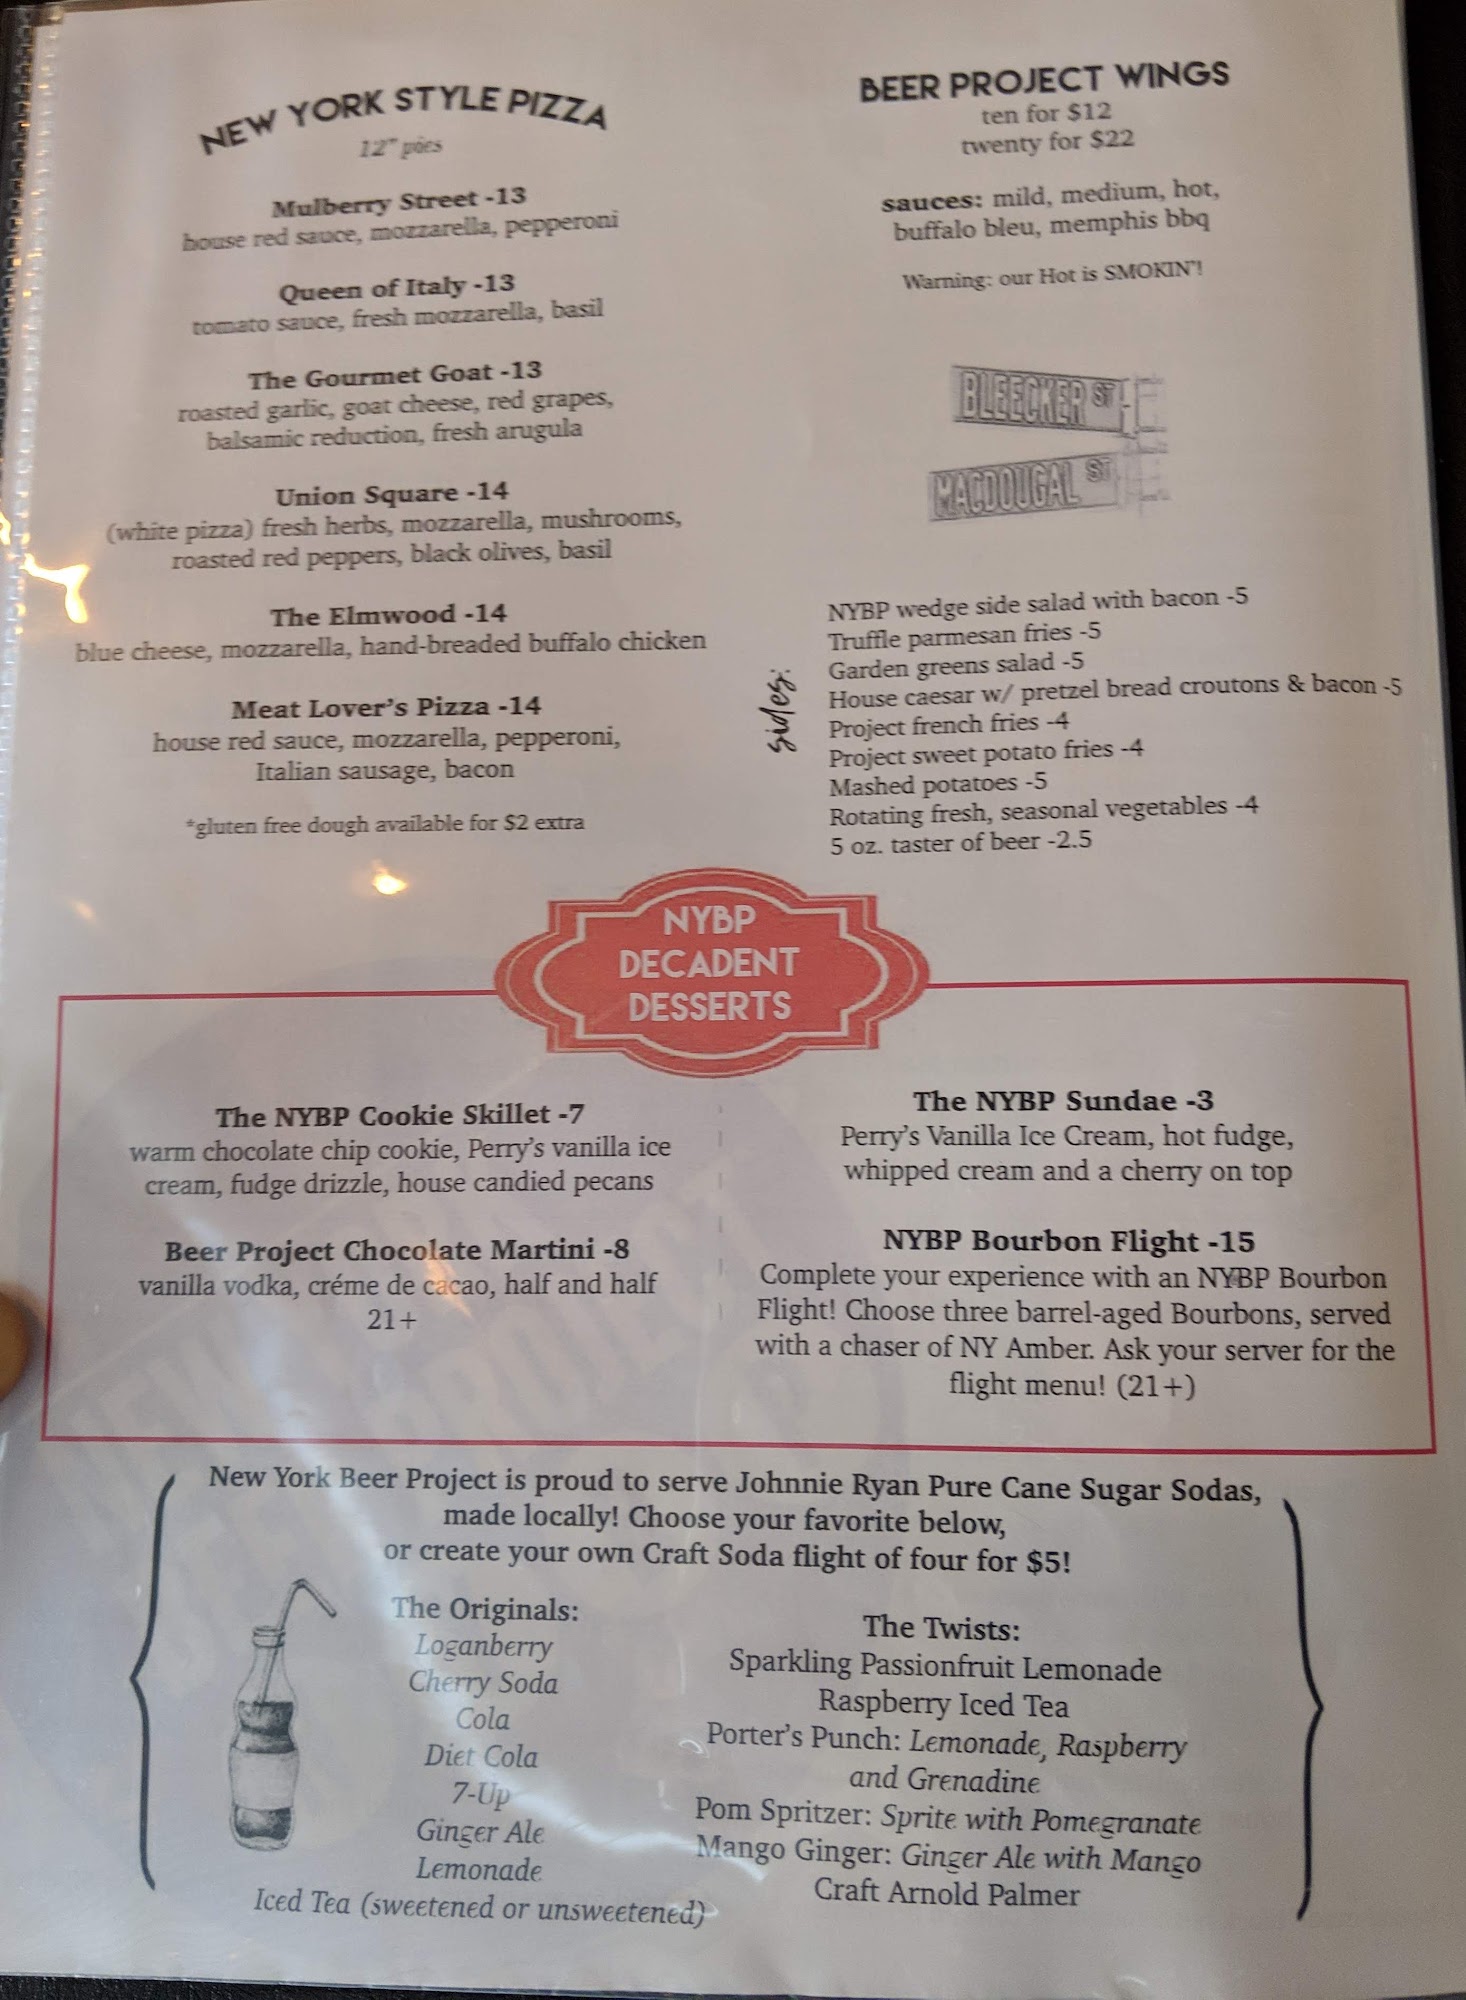 NEW YORK STYLE PIZZA
12" pies
Mulberry Street -13
house red sauce, mozzarella, pepperoni
Queen of Italy -13
tomato sauce, fresh mozzarella, basil
The Gourmet Goat -13
roasted garlic, goat cheese, red grapes,
balsamic reduction, fresh arugula
Union Square -14
(white pizza) fresh herbs, mozzarella, mushrooms,
roasted red peppers, black olives, basil
The Elmwood -14
blue cheese, mozzarella, hand-breaded buffalo chicken
Meat Lover's Pizza -14
house red sauce, mozzarella, pepperoni,
Italian sausage, bacon
*gluten free dough available for $2 extra
BEER PROJECT WINGS
ten for $12
twenty for $22
sauces: mild, medium, hot,
buffalo bleu, memphis bbq
Warning: our Hot is SMOKIN'!
BLEECKER ST
MACDOUGAL ST
sides:
NYBP wedge side salad with bacon -5
Truffle parmesan fries -5
Garden greens salad -5
House caesar w/ pretzel bread croutons & bacon -5
Project french fries -4
Project sweet potato fries -4
Mashed potatoes -5
Rotating fresh, seasonal vegetables -4
5 oz. taster of beer -2.5
NYBP
DECADENT
DESSERTS
The NYBP Cookie Skillet -7
warm chocolate chip cookie, Perry's vanilla ice
cream, fudge drizzle, house candied pecans
Beer Project Chocolate Martini -8
vanilla vodka, créme de cacao, half and half
21+
The NYBP Sundae -3
Perry's Vanilla Ice Cream, hot fudge,
whipped cream and a cherry on top
NYBP Bourbon Flight -15
Complete your experience with an NYBP Bourbon
Flight! Choose three barrel-aged Bourbons, served
with a chaser of NY Amber. Ask your server for the
flight menu! (21+)
New York Beer Project is proud to serve Johnnie Ryan Pure Cane Sugar Sodas,
made locally! Choose your favorite below,
or create your own Craft Soda flight of four for $5!
The Originals:
Loganberry
Cherry Soda
Cola
Diet Cola
7-Up
Ginger Ale
Lemonade
Iced Tea (sweetened or unsweetened)
The Twists:
Sparkling Passionfruit Lemonade
Raspberry Iced Tea
Porter's Punch: Lemonade, Raspberry
and Grenadine
Pom Spritzer: Sprite with Pomegranate
Mango Ginger: Ginger Ale with Mango
Craft Arnold Palmer